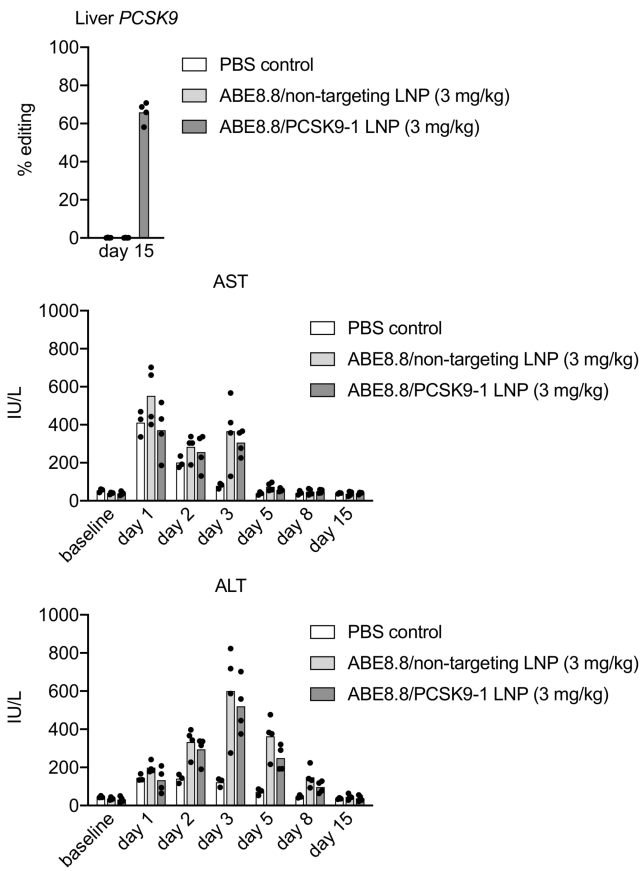 Liver PCSK9
% editing
100
80
60
40
20
0
day 15
PBS control
ABE8.8/non-targeting LNP (3 mg/kg)
ABE8.8/PCSK9-1 LNP (3 mg/kg)
AST
IU/L
1000
800
600
400
200
0
baseline
day 1
day 2
day 3
day 5
day 8
day 15
PBS control
ABE8.8/non-targeting LNP (3 mg/kg)
ABE8.8/PCSK9-1 LNP (3 mg/kg)
ALT
IU/L
1000
800
600
400
200
0
baseline
day 1
day 2
day 3
day 5
day 8
day 15
PBS control
ABE8.8/non-targeting LNP (3 mg/kg)
ABE8.8/PCSK9-1 LNP (3 mg/kg)